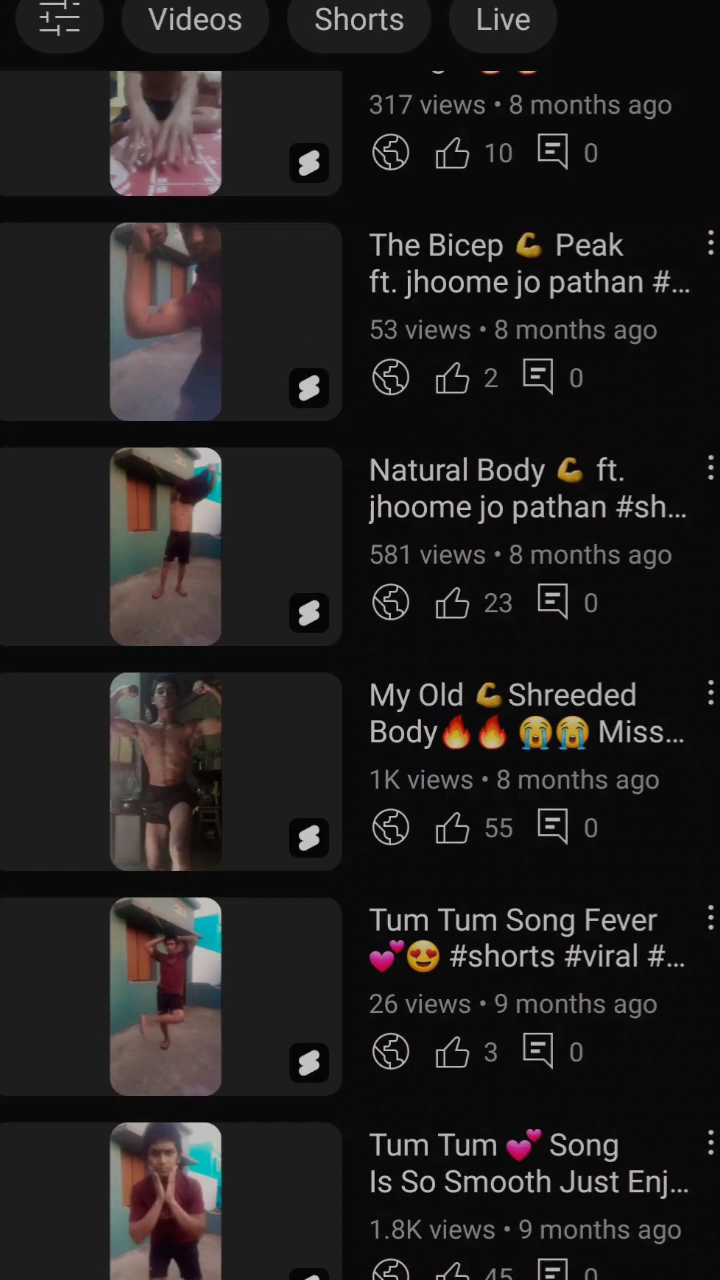 Videos
Shorts
Live
317 views • 8 months ago
10
0
The Bicep 💪 Peak
ft. jhoome jo pathan #...
53 views • 8 months ago
2
0
Natural Body 💪 ft.
jhoome jo pathan #sh...
581 views • 8 months ago
23
0
My Old 💪Shreeded
Body🔥🔥 😭😭 Miss...
1K views • 8 months ago
55
0
Tum Tum Song Fever
💕😍 #shorts #viral #...
26 views • 9 months ago
3
0
Tum Tum 💕 Song
Is So Smooth Just Enj...
1.8K views • 9 months ago
45
0